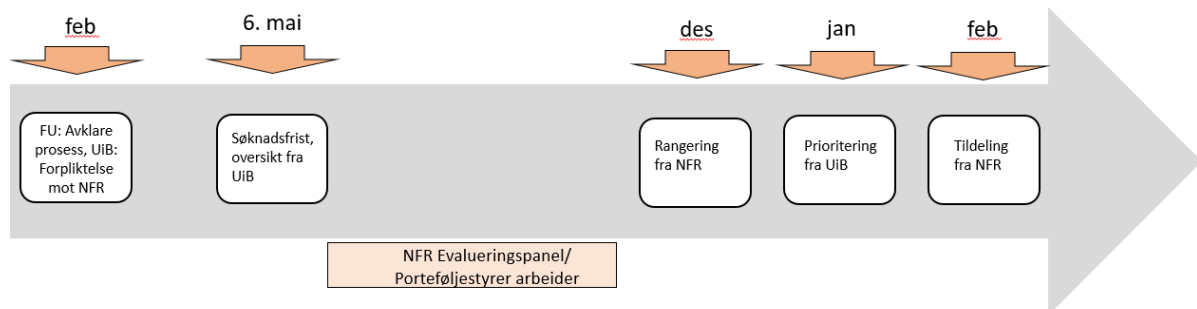 feb
6. mai
des
jan
feb
FU: Avklare
prosess, UiB:
Forpliktelse
mot NFR
Søknadsfrist,
oversikt fra
UiB
Rangering
fra NFR
Prioritering
fra UiB
Tildeling
fra NFR
NFR Evalueringspanel/
Porteføljestyrer arbeider